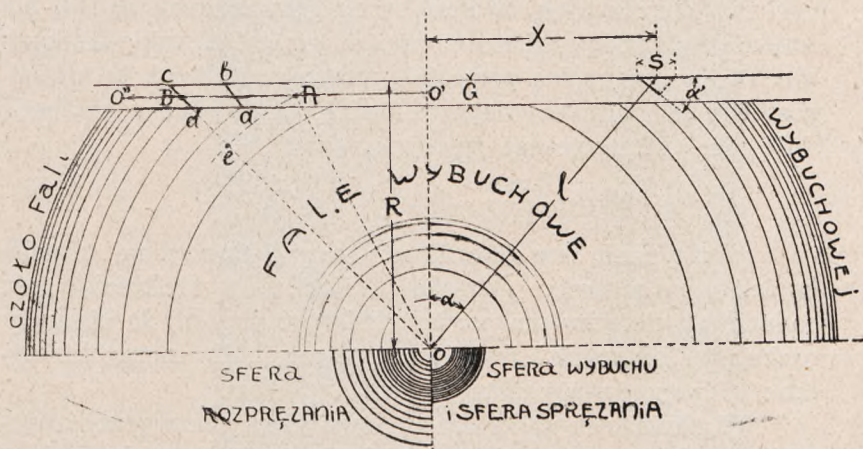 X
S
c b
O" B A O' G α'
d a
e
CZOŁO Fali WYBUCHOWEJ
FALE WYBUCHOWE
R l
α
O
SFERA
ROZPRĘŻANIA
SFERA WYBUCHU
i SFERA SPRĘŻANIA